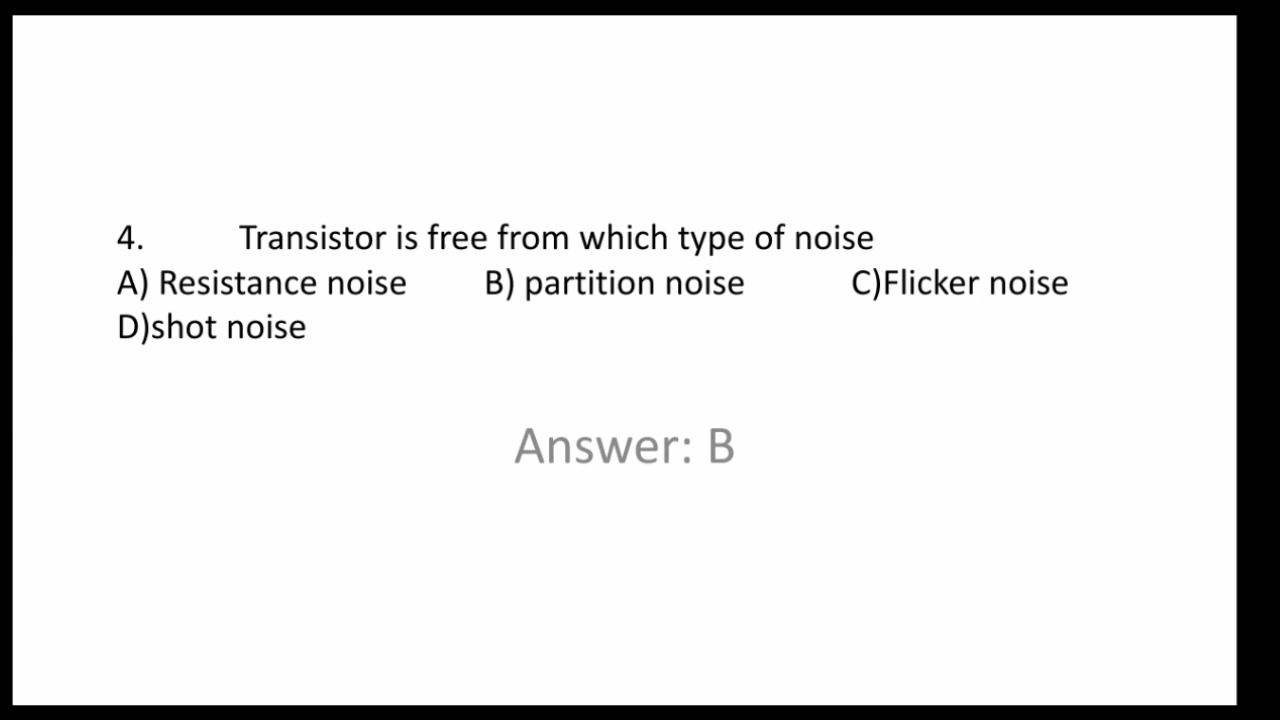 4. Transistor is free from which type of noise
A) Resistance noise B) partition noise C)Flicker noise
D)shot noise
Answer: B